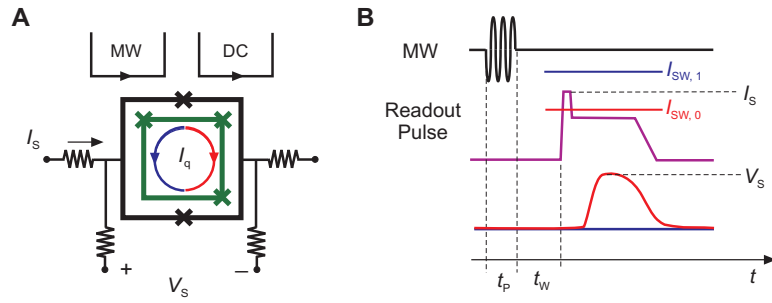 A
MW
DC
I_S
I_q
+
V_S
−
B
MW
Readout
Pulse
I_SW, 1
I_S
I_SW, 0
V_S
t_P
t_W
t